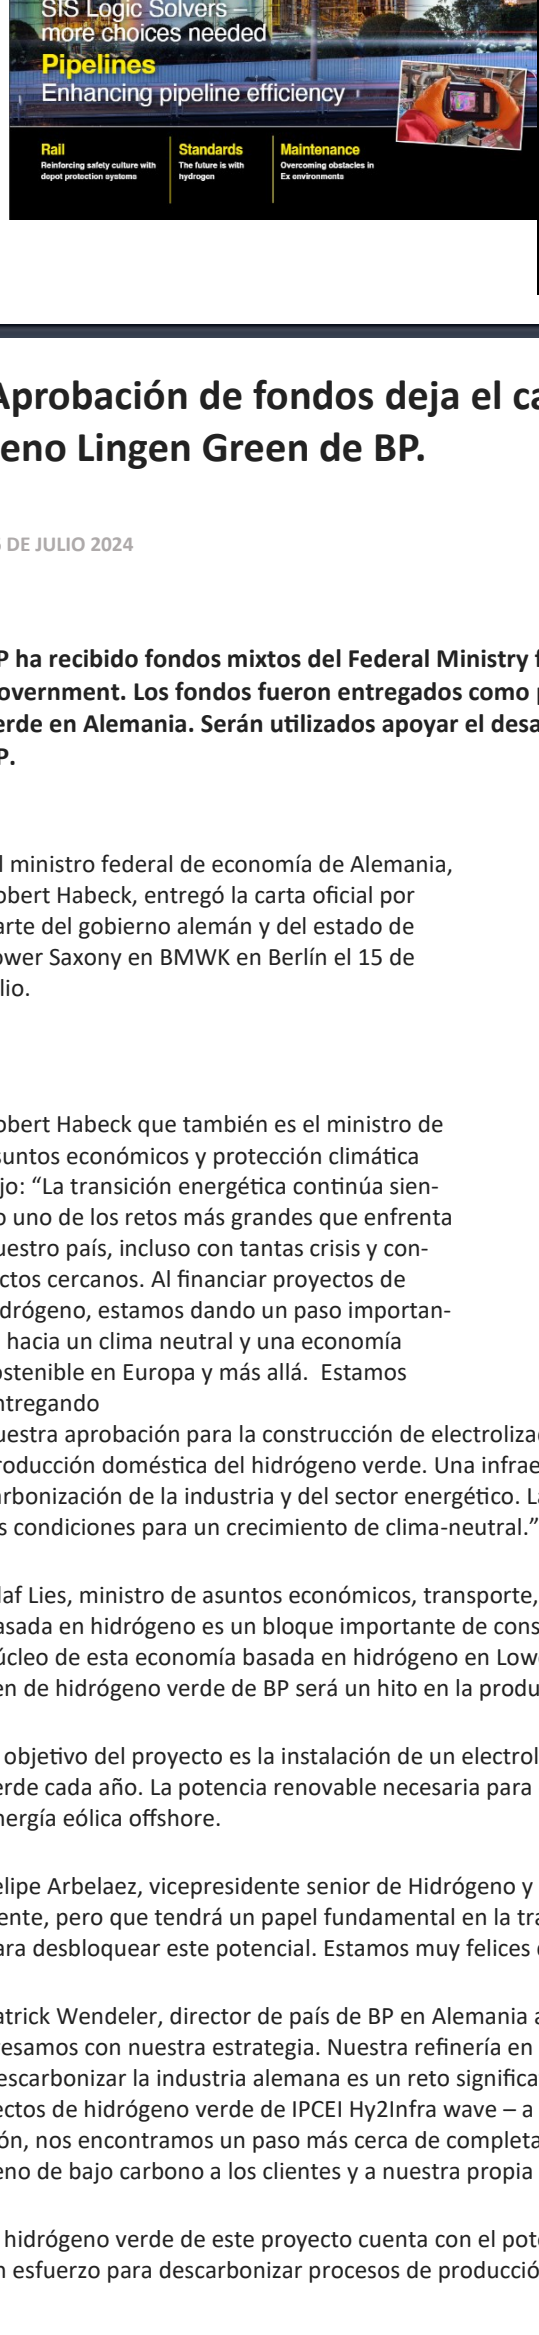 SIS Logic Solvers –
more choices needed
Pipelines
Enhancing pipeline efficiency
Rail
Reinforcing safety culture with
depot protection systems
Standards
The future is with
hydrogen
Maintenance
Overcoming obstacles in
Ex environments
Aprobación de fondos deja el ca
eno Lingen Green de BP.
DE JULIO 2024
P ha recibido fondos mixtos del Federal Ministry f
overnment. Los fondos fueron entregados como p
erde en Alemania. Serán utilizados apoyar el desa
P.
l ministro federal de economía de Alemania,
obert Habeck, entregó la carta oficial por
arte del gobierno alemán y del estado de
ower Saxony en BMWK en Berlín el 15 de
lio.
obert Habeck que también es el ministro de
suntos económicos y protección climática
jo: “La transición energética continúa sien-
o uno de los retos más grandes que enfrenta
uestro país, incluso con tantas crisis y con-
ctos cercanos. Al financiar proyectos de
idrógeno, estamos dando un paso importan-
hacia un clima neutral y una economía
ostenible en Europa y más allá. Estamos
ntregando
uestra aprobación para la construcción de electroliza
roducción doméstica del hidrógeno verde. Una infrae
arbonización de la industria y del sector energético. La
s condiciones para un crecimiento de clima-neutral.”
laf Lies, ministro de asuntos económicos, transporte,
asada en hidrógeno es un bloque importante de cons
úcleo de esta economía basada en hidrógeno en Lowe
en de hidrógeno verde de BP será un hito en la produ
objetivo del proyecto es la instalación de un electrol
erde cada año. La potencia renovable necesaria para
nergía eólica offshore.
elipe Arbelaez, vicepresidente senior de Hidrógeno y
ente, pero que tendrá un papel fundamental en la tra
ara desbloquear este potencial. Estamos muy felices d
atrick Wendeler, director de país de BP en Alemania a
resamos con nuestra estrategia. Nuestra refinería en
escarbonizar la industria alemana es un reto significa
ectos de hidrógeno verde de IPCEI Hy2Infra wave – a
ón, nos encontramos un paso más cerca de completa
eno de bajo carbono a los clientes y a nuestra propia
hidrógeno verde de este proyecto cuenta con el pote
n esfuerzo para descarbonizar procesos de producció